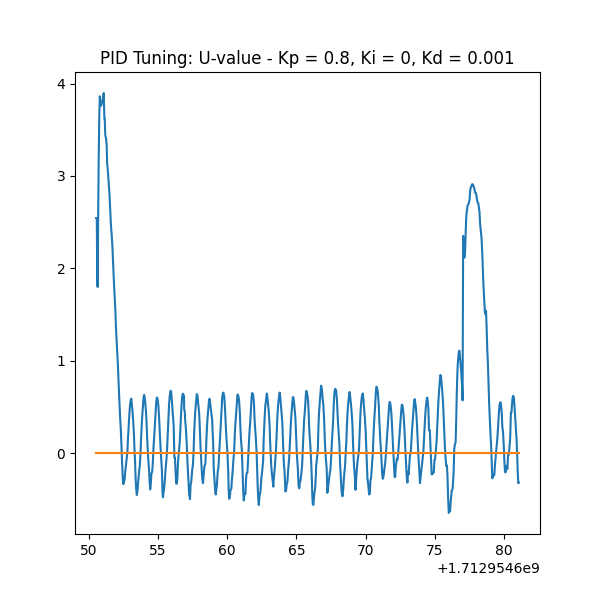 PID Tuning: U-value - Kp = 0.8, Ki = 0, Kd = 0.001
4
3
2
1
0
50 55 60 65 70 75 80
+1.7129546e9